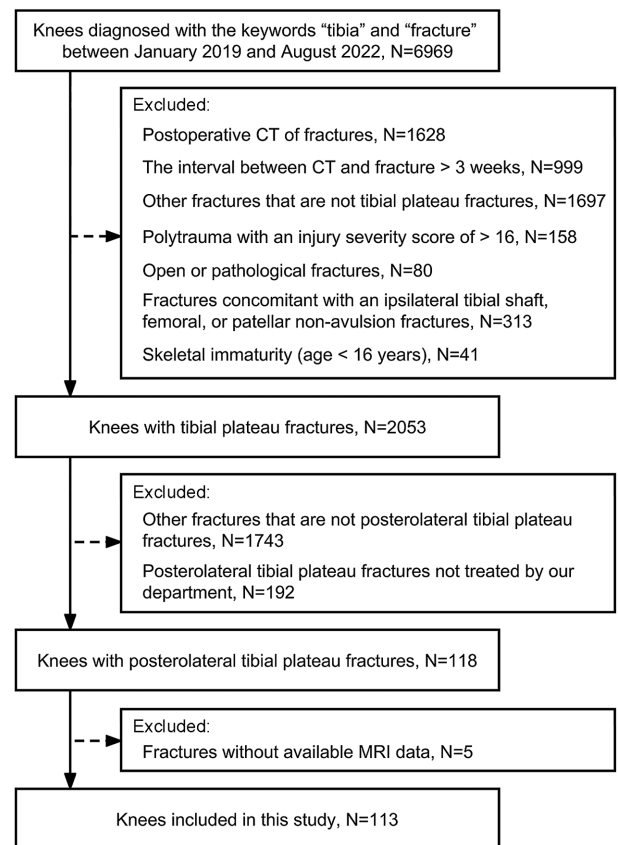 Knees diagnosed with the keywords “tibia” and “fracture”
between January 2019 and August 2022, N=6969
Excluded:
Postoperative CT of fractures, N=1628
The interval between CT and fracture > 3 weeks, N=999
Other fractures that are not tibial plateau fractures, N=1697
Polytrauma with an injury severity score of > 16, N=158
Open or pathological fractures, N=80
Fractures concomitant with an ipsilateral tibial shaft,
femoral, or patellar non-avulsion fractures, N=313
Skeletal immaturity (age < 16 years), N=41
Knees with tibial plateau fractures, N=2053
Excluded:
Other fractures that are not posterolateral tibial plateau
fractures, N=1743
Posterolateral tibial plateau fractures not treated by our
department, N=192
Knees with posterolateral tibial plateau fractures, N=118
Excluded:
Fractures without available MRI data, N=5
Knees included in this study, N=113